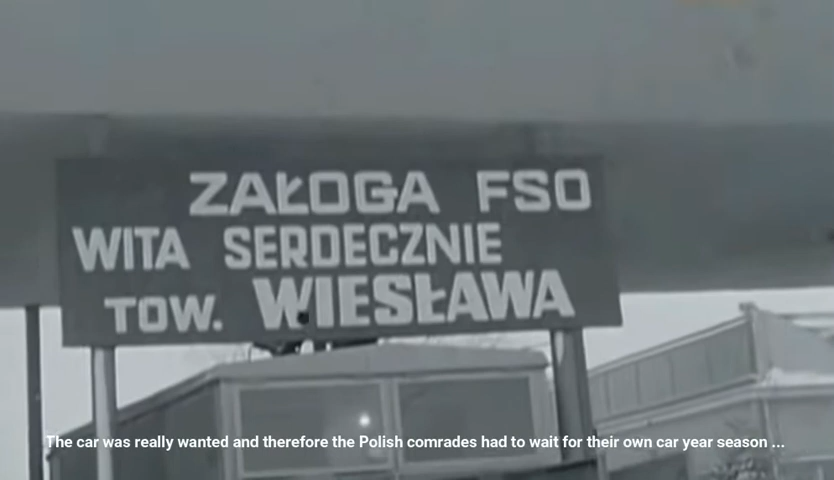 ZAŁOGA FSO
WITA SERDECZNIE
TOW. WIESŁAWA
The car was really wanted and therefore the Polish comrades had to wait for their own car year season ...